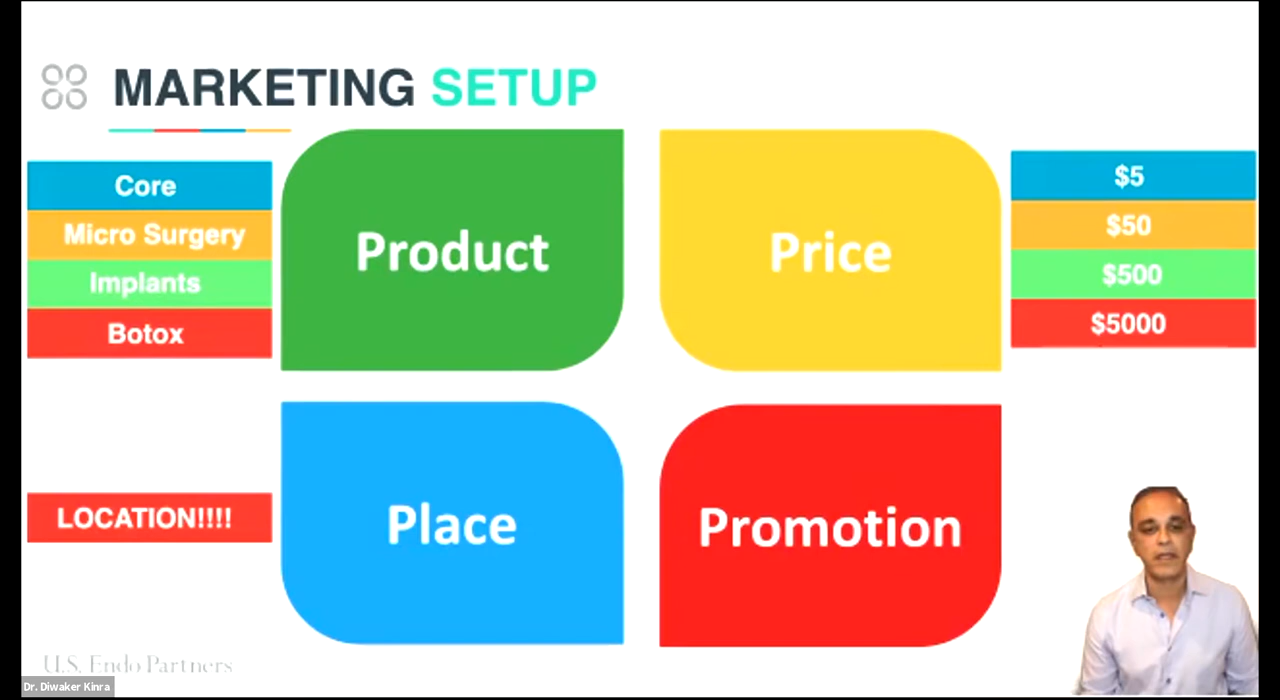 MARKETING SETUP
Core
Micro Surgery
Implants
Botox
Product
Price
$5
$50
$500
$5000
LOCATION!!!!
Place
Promotion
U.S. Endo Partners
Dr. Diwaker Kinra